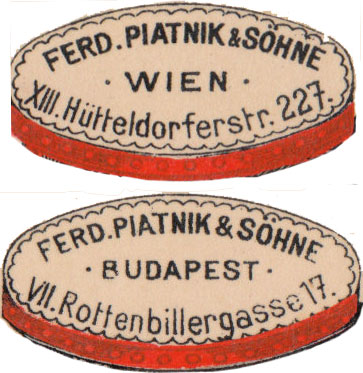 FERD. PIATNIK & SÖHNE
· WIEN ·
XIII. Hütteldorferstr. 227.
FERD. PIATNIK & SÖHNE
· BUDAPEST ·
VII. Rottenbillergasse 17.